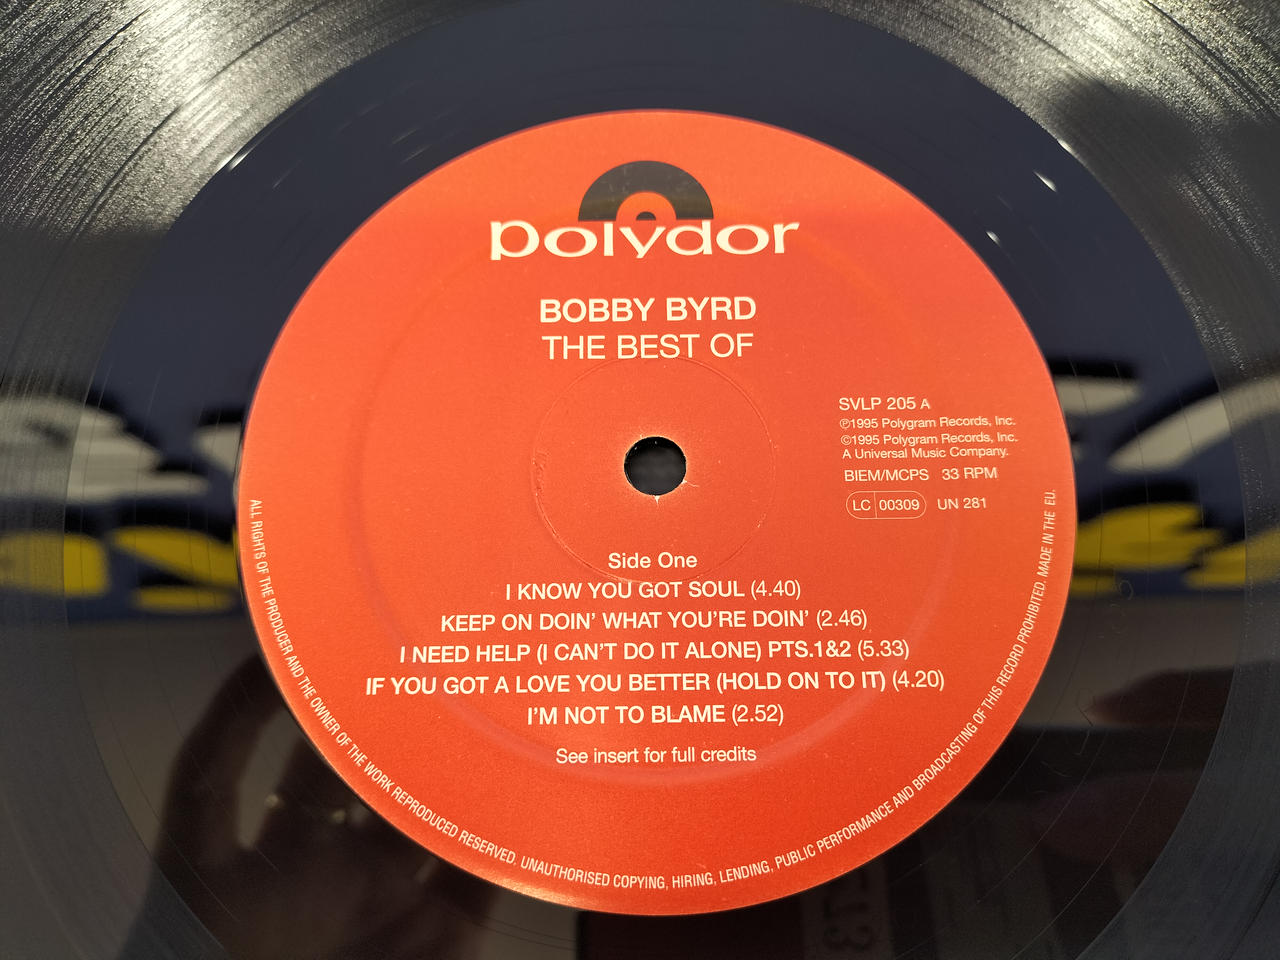 polydor
BOBBY BYRD
THE BEST OF
SVLP 205 A
℗1995 Polygram Records, Inc.
©1995 Polygram Records, Inc.
A Universal Music Company.
BIEM/MCPS 33 RPM
LC 00309 UN 281
Side One
I KNOW YOU GOT SOUL (4.40)
KEEP ON DOIN' WHAT YOU'RE DOIN' (2.46)
I NEED HELP (I CAN'T DO IT ALONE) PTS.1&2 (5.33)
IF YOU GOT A LOVE YOU BETTER (HOLD ON TO IT) (4.20)
I'M NOT TO BLAME (2.52)
See insert for full credits
ALL RIGHTS OF THE PRODUCER AND THE OWNER OF THE WORK REPRODUCED RESERVED. UNAUTHORISED COPYING, HIRING, LENDING, PUBLIC PERFORMANCE AND BROADCASTING OF THIS RECORD PROHIBITED. MADE IN THE EU.